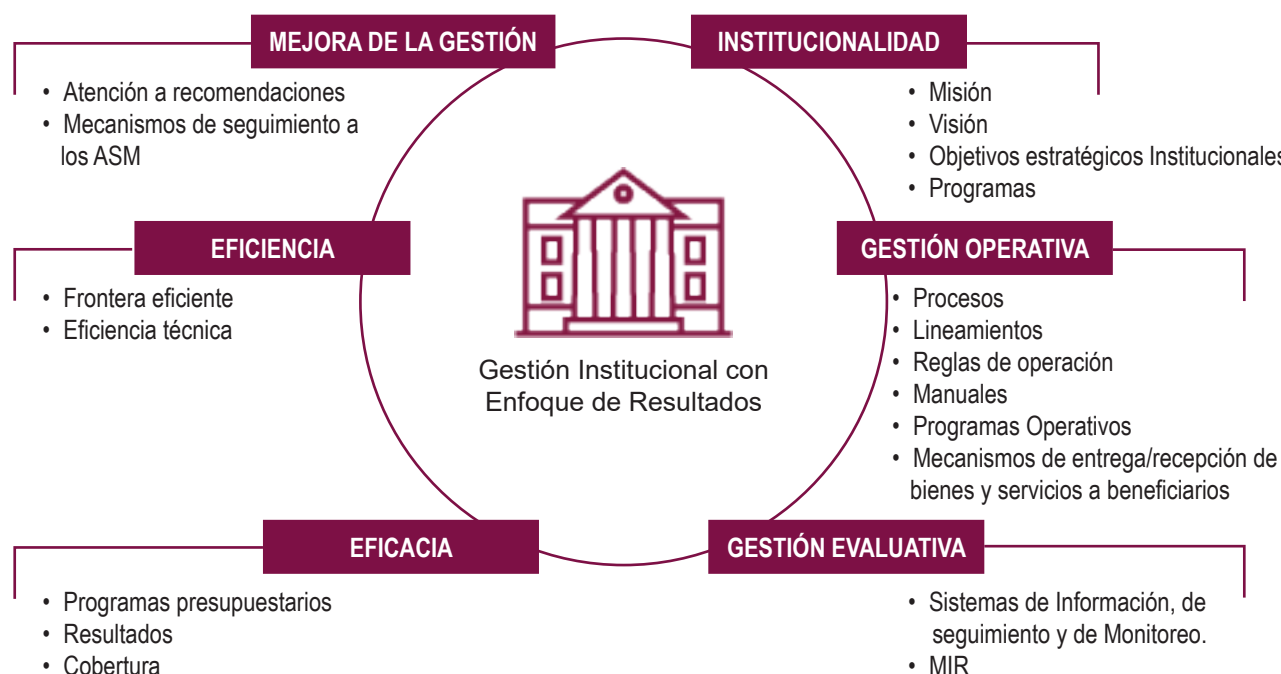 MEJORA DE LA GESTIÓN
• Atención a recomendaciones
• Mecanismos de seguimiento a
los ASM
INSTITUCIONALIDAD
• Misión
• Visión
• Objetivos estratégicos Institucionales
• Programas
EFICIENCIA
• Frontera eficiente
• Eficiencia técnica
Gestión Institucional con
Enfoque de Resultados
GESTIÓN OPERATIVA
• Procesos
• Lineamientos
• Reglas de operación
• Manuales
• Programas Operativos
• Mecanismos de entrega/recepción de
bienes y servicios a beneficiarios
EFICACIA
• Programas presupuestarios
• Resultados
• Cobertura
GESTIÓN EVALUATIVA
• Sistemas de Información, de
seguimiento y de Monitoreo.
• MIR